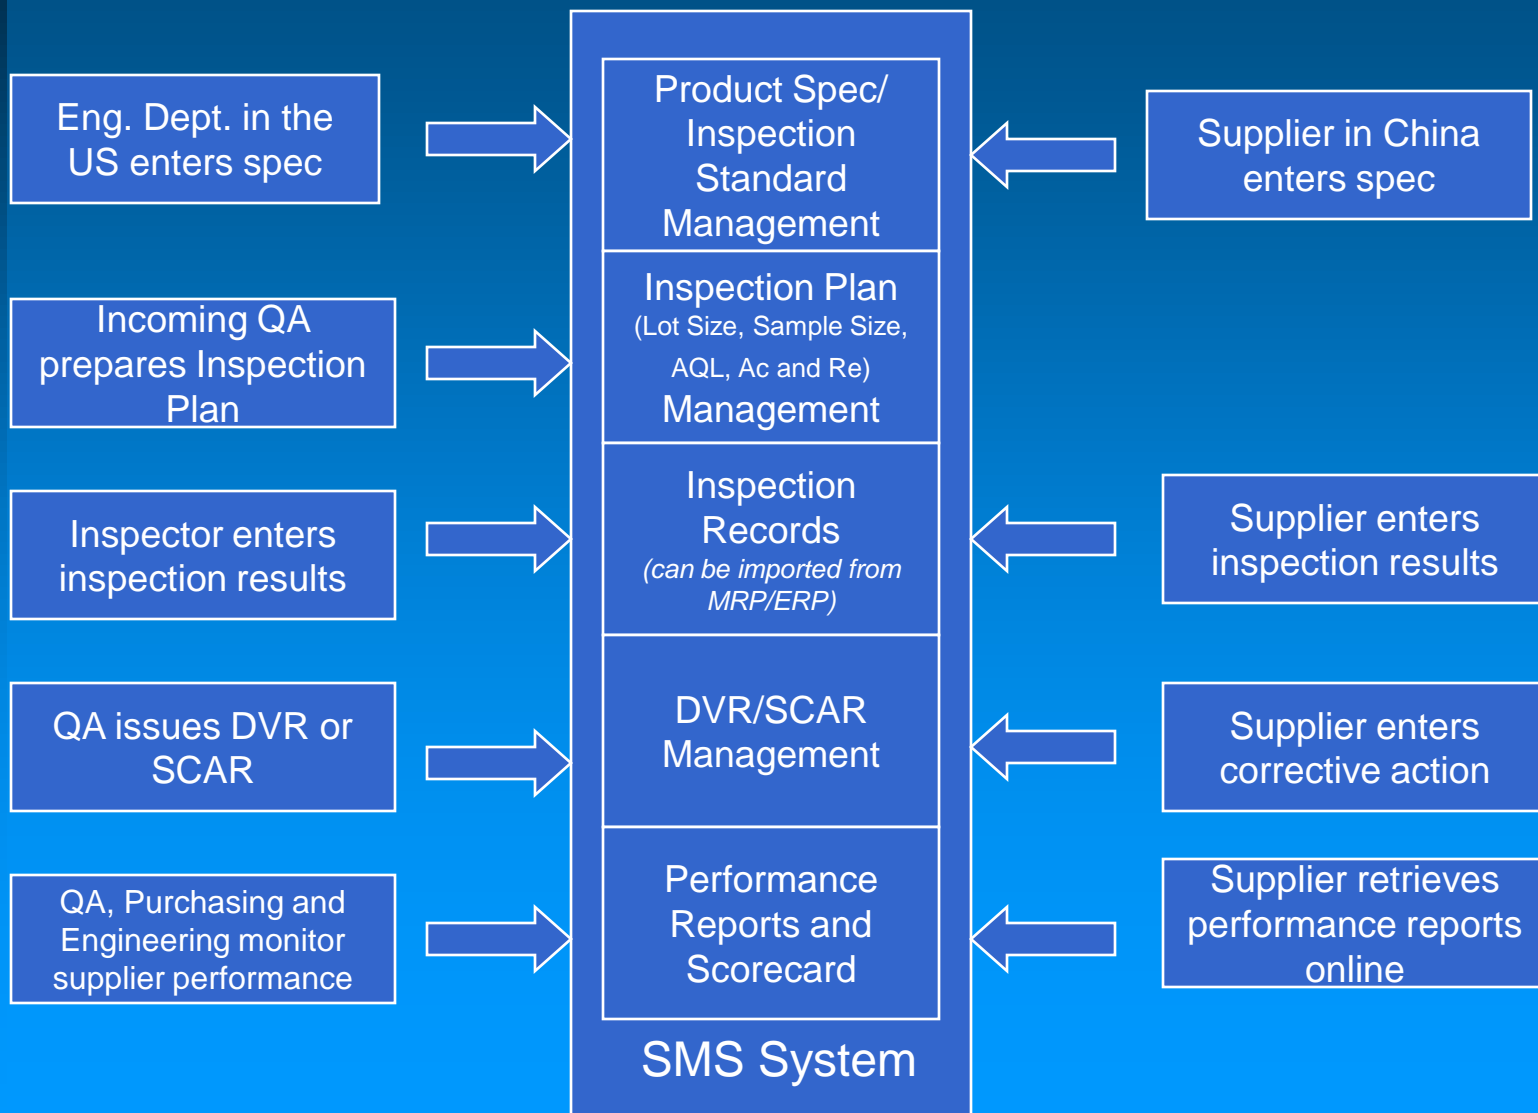 Eng. Dept. in the
US enters spec
Product Spec/
Inspection
Standard
Management
Supplier in China
enters spec
Incoming QA
prepares Inspection
Plan
Inspection Plan
(Lot Size, Sample Size,
AQL, Ac and Re)
Management
Inspector enters
inspection results
Inspection
Records
(can be imported from
MRP/ERP)
Supplier enters
inspection results
QA issues DVR or
SCAR
DVR/SCAR
Management
Supplier enters
corrective action
QA, Purchasing and
Engineering monitor
supplier performance
Performance
Reports and
Scorecard
Supplier retrieves
performance reports
online
SMS System